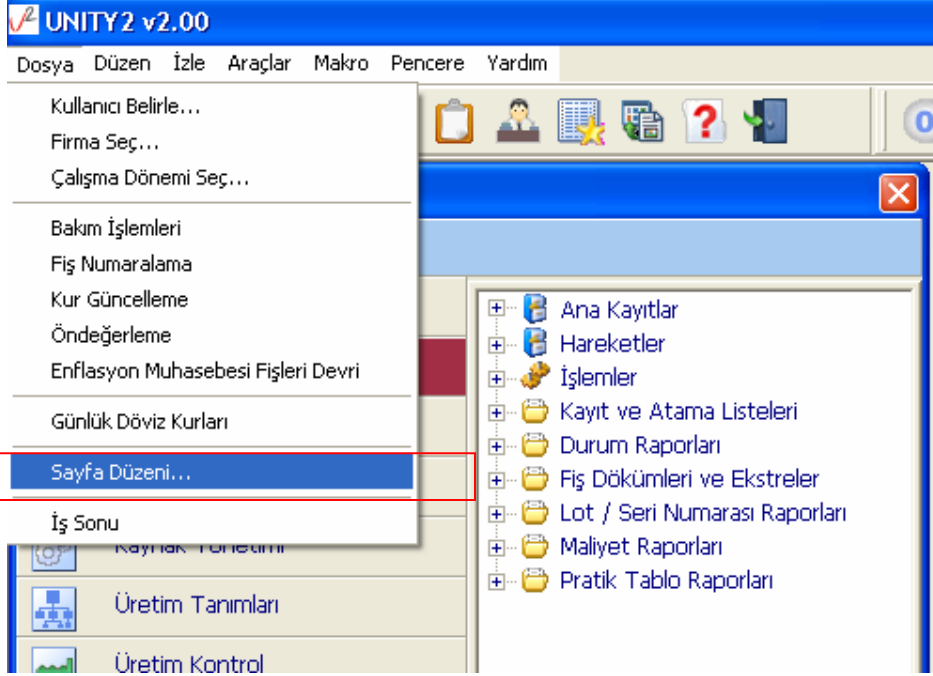 UNITY2 v2.00
Dosya Düzen İzle Araçlar Makro Pencere Yardım
Kullanıcı Belirle...
Firma Seç...
Çalışma Dönemi Seç...
Bakım İşlemleri
Fiş Numaralama
Kur Güncelleme
Öndeğerleme
Enflasyon Muhasebesi Fişleri Devri
Günlük Döviz Kurları
Sayfa Düzeni...
İş Sonu
Kaynak Yönetimi
Üretim Tanımları
Üretim Kontrol
Ana Kayıtlar
Hareketler
İşlemler
Kayıt ve Atama Listeleri
Durum Raporları
Fiş Dökümleri ve Ekstreler
Lot / Seri Numarası Raporları
Maliyet Raporları
Pratik Tablo Raporları